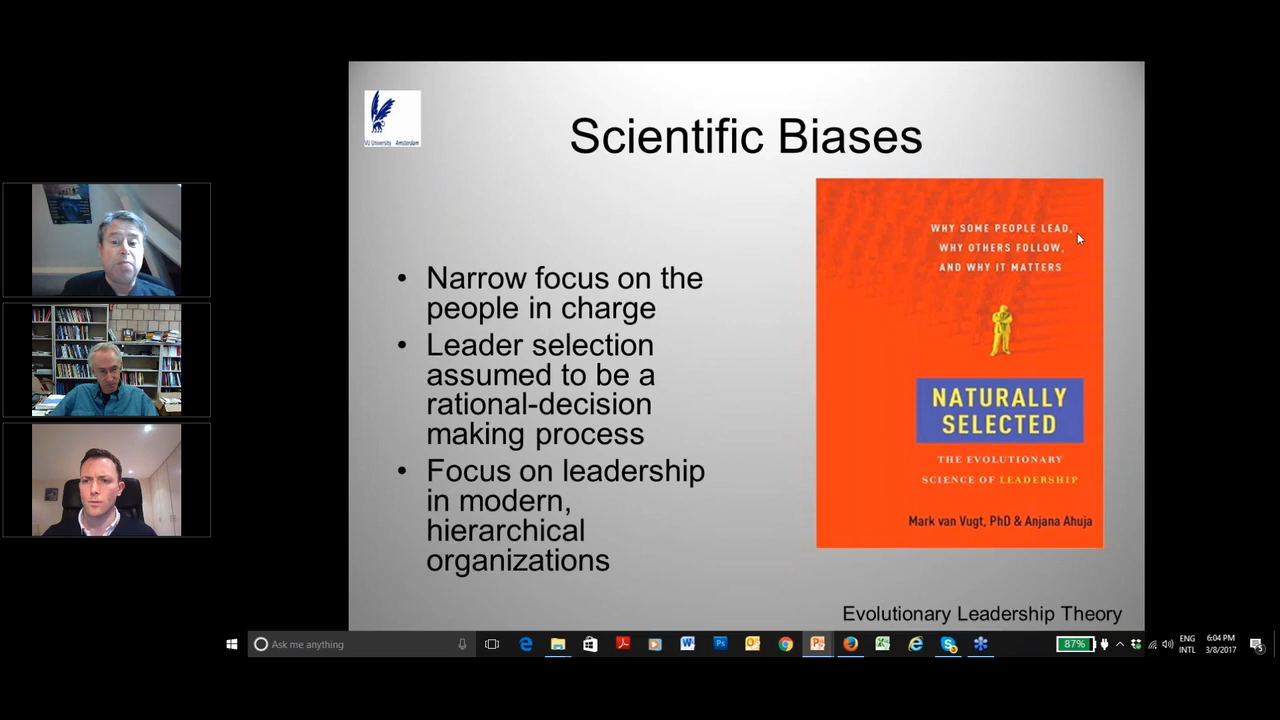 VU University Amsterdam
Scientific Biases
• Narrow focus on the
people in charge
• Leader selection
assumed to be a
rational-decision
making process
• Focus on leadership
in modern,
hierarchical
organizations
WHY SOME PEOPLE LEAD,
WHY OTHERS FOLLOW,
AND WHY IT MATTERS
NATURALLY
SELECTED
THE EVOLUTIONARY
SCIENCE OF LEADERSHIP
Mark van Vugt, PhD & Anjana Ahuja
Evolutionary Leadership Theory
Ask me anything
87%
ENG
INTL
6:04 PM
3/8/2017